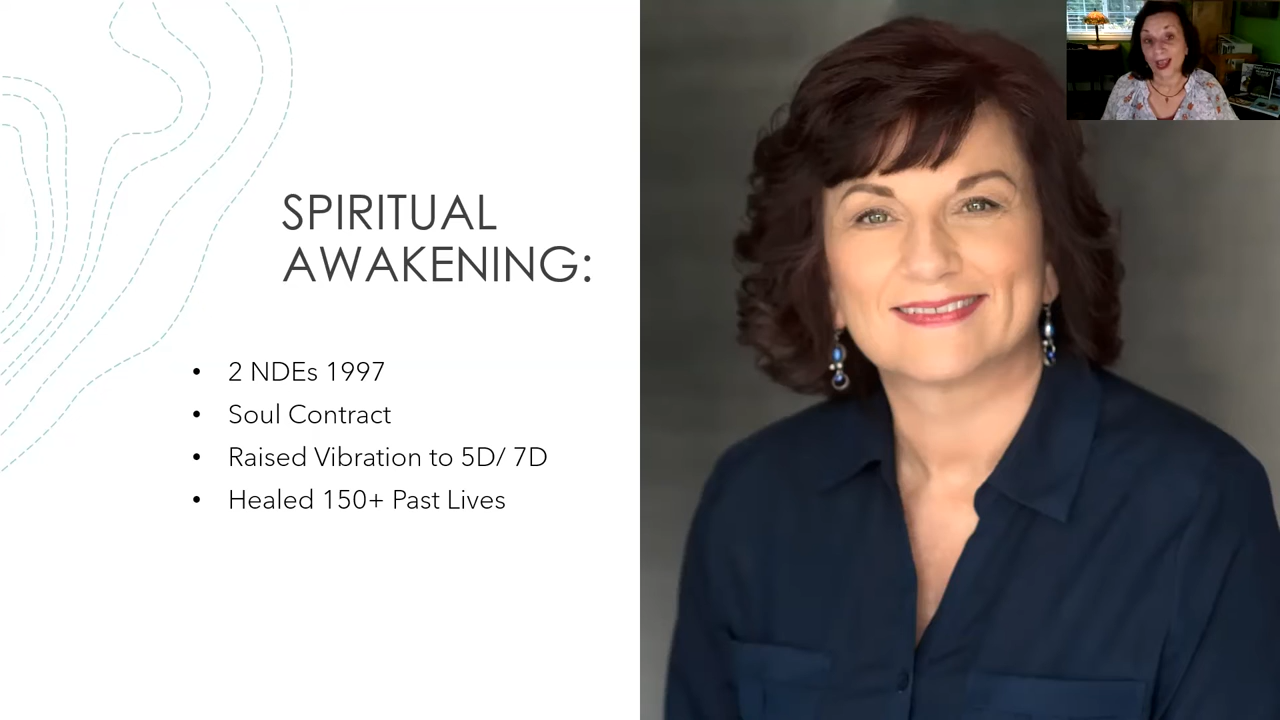 SPIRITUAL
AWAKENING:
• 2 NDEs 1997
• Soul Contract
• Raised Vibration to 5D/ 7D
• Healed 150+ Past Lives